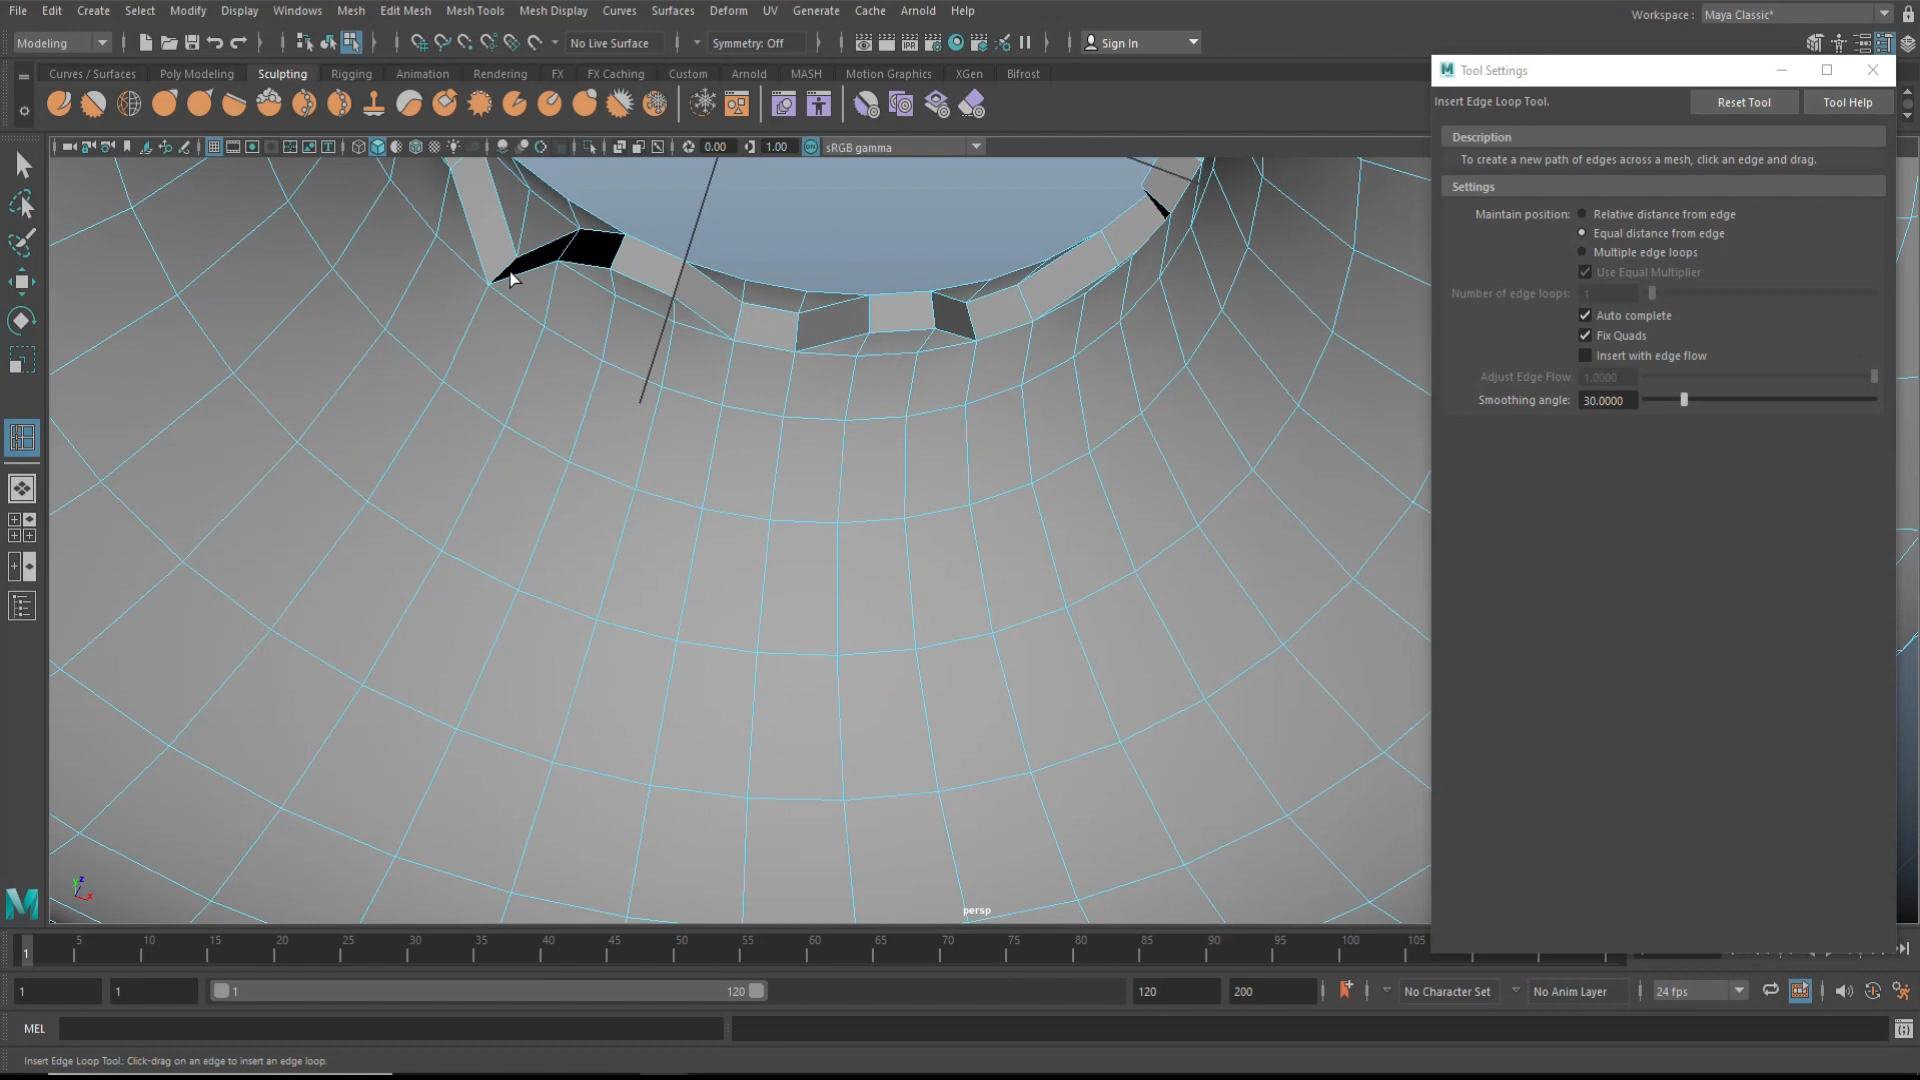 File Edit Create Select Modify Display Windows Mesh Edit Mesh Mesh Tools Mesh Display Curves Surfaces Deform UV Generate Cache Arnold Help
Workspace : Maya Classic*
Modeling No Live Surface Symmetry: Off Sign In
Curves / Surfaces Poly Modeling Sculpting Rigging Animation Rendering FX FX Caching Custom Arnold MASH Motion Graphics XGen Bifrost
IPR
0.00 1.00 ON sRGB gamma
M Tool Settings
Insert Edge Loop Tool. Reset Tool Tool Help
Description
To create a new path of edges across a mesh, click an edge and drag.
Settings
Maintain position: Relative distance from edge
Equal distance from edge
Multiple edge loops
Use Equal Multiplier
Number of edge loops: 1
Auto complete
Fix Quads
Insert with edge flow
Adjust Edge Flow 1.0000
Smoothing angle: 30.0000
persp
1 5 10 15 20 25 30 35 40 45 50 55 60 65 70 75 80 85 90 95 100 105
1 1 1 120 120 200 No Character Set No Anim Layer 24 fps
MEL
Insert Edge Loop Tool: Click-drag on an edge to insert an edge loop.